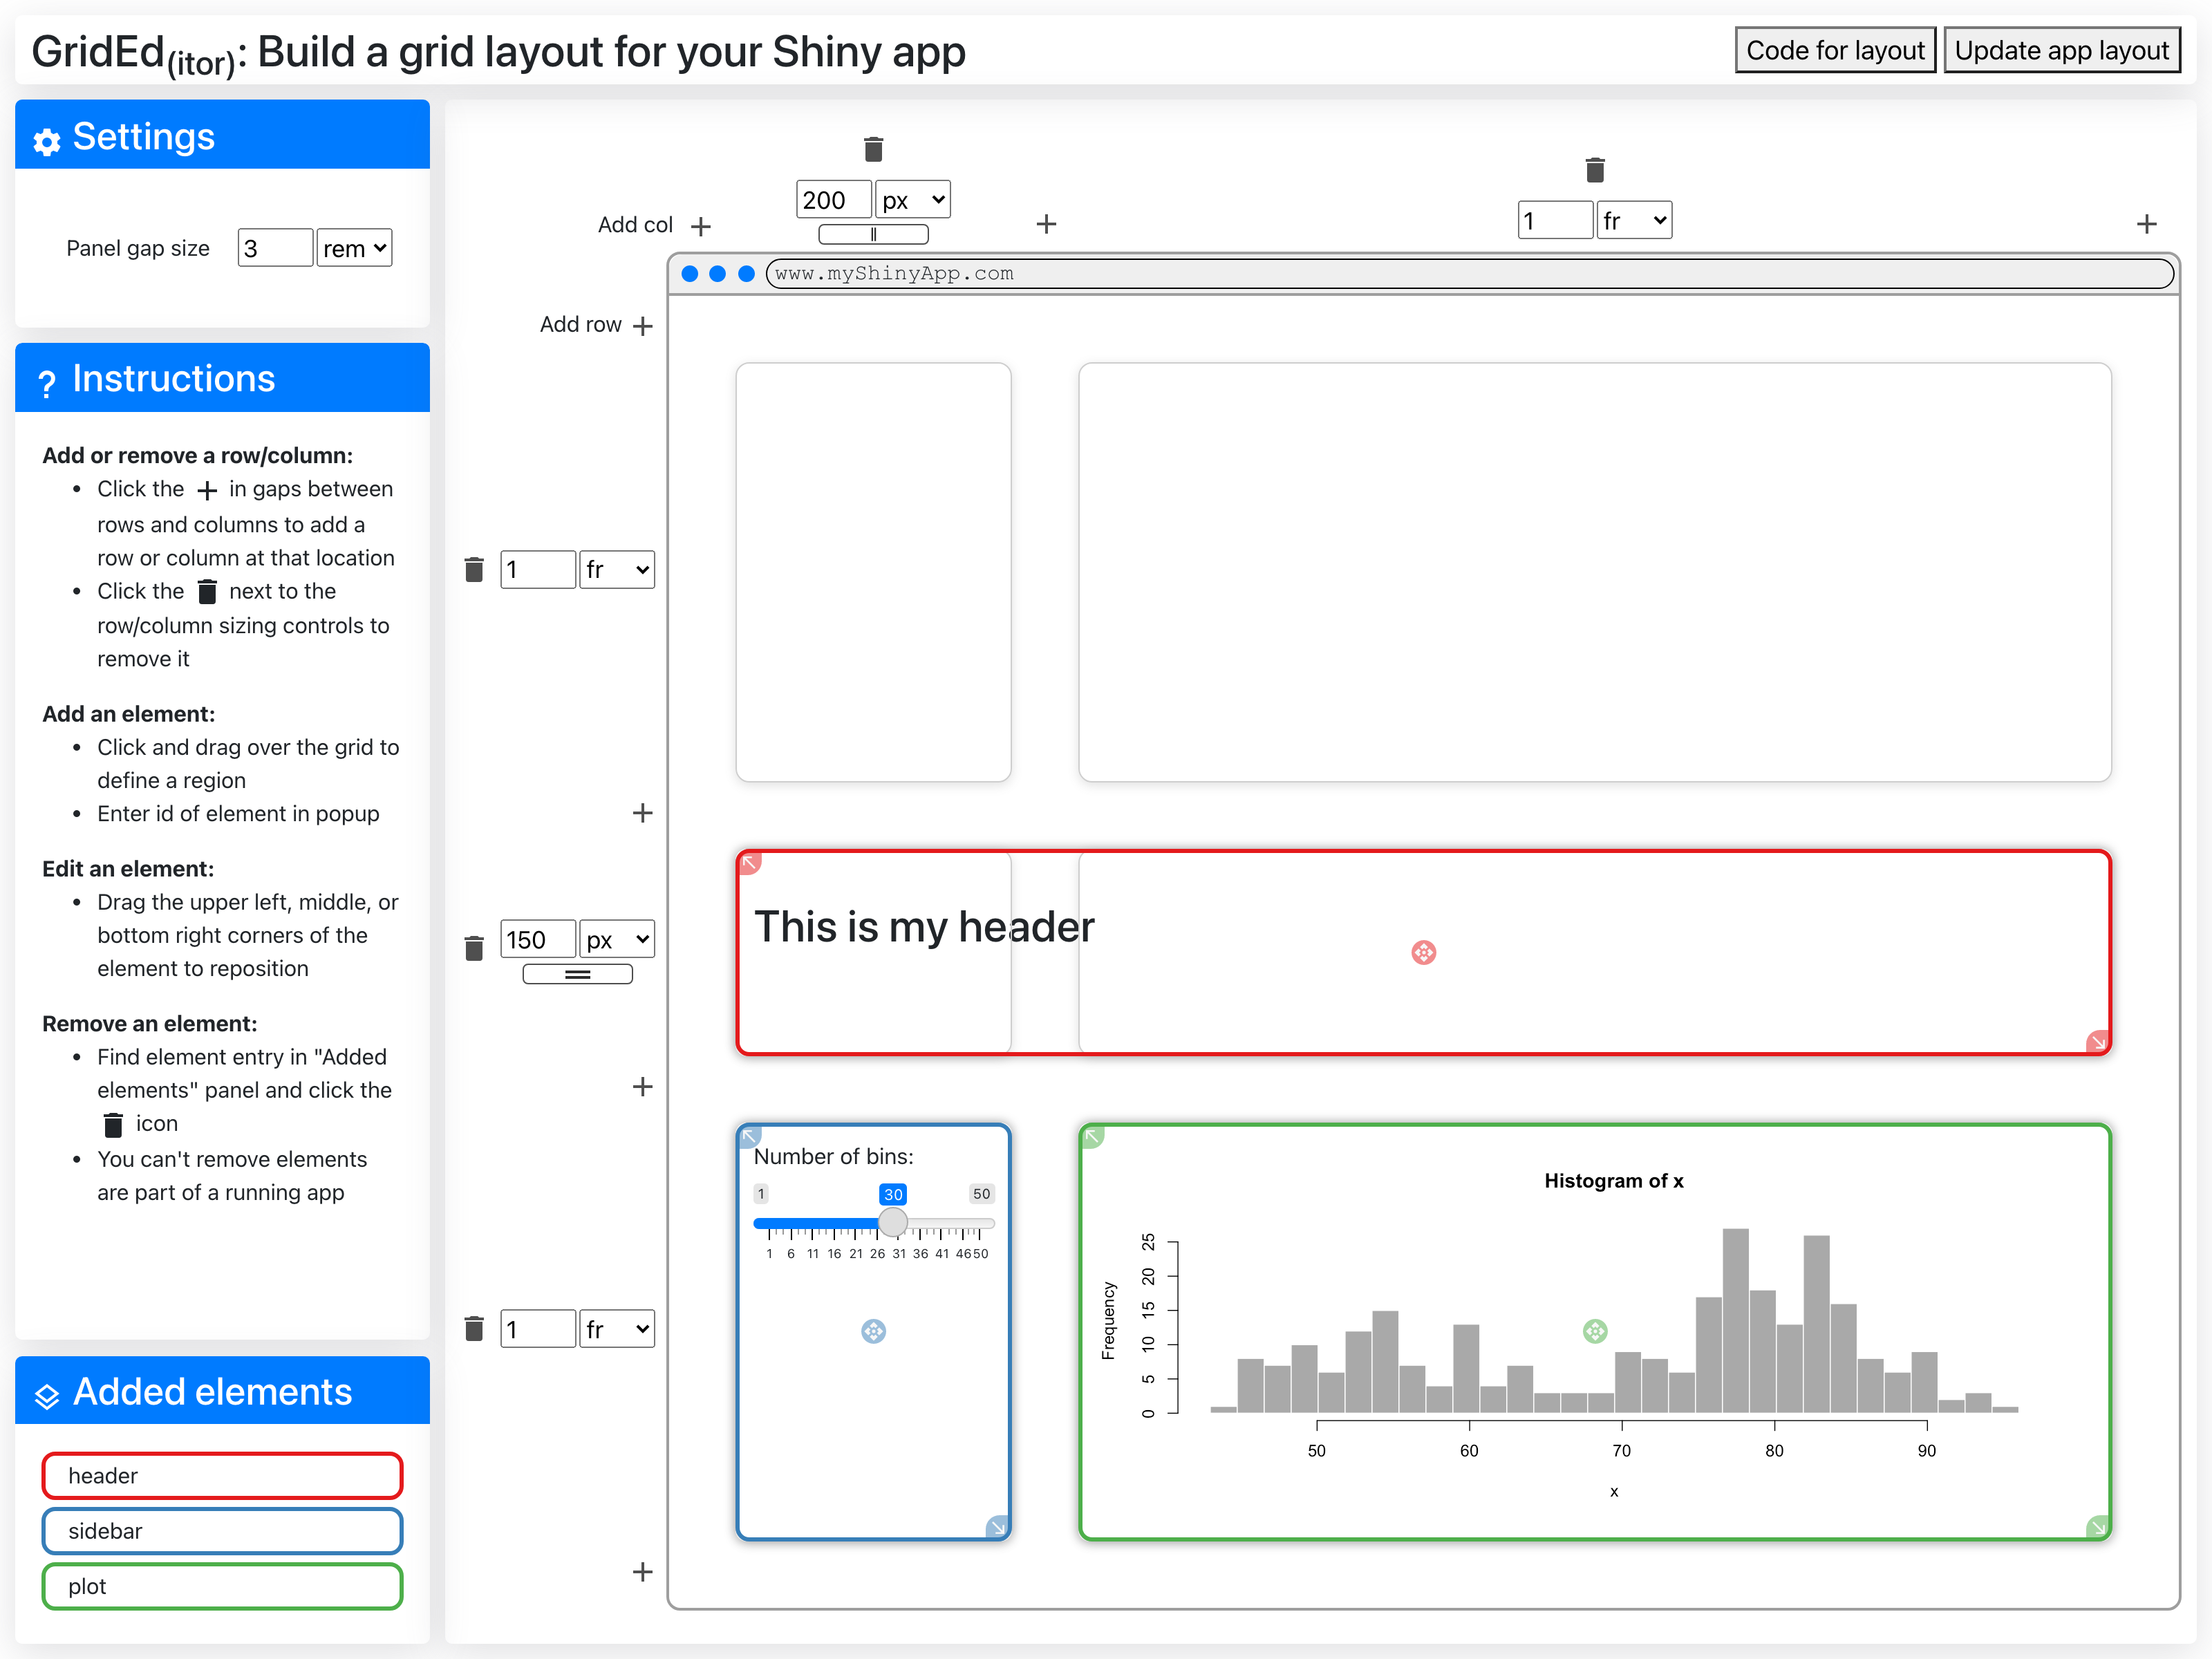 GridEd(itor): Build a grid layout for your Shiny app
Code for layout
Update app layout
Settings
Panel gap size 3 rem
? Instructions
Add or remove a row/column:
• Click the + in gaps between
rows and columns to add a
row or column at that location
• Click the next to the
row/column sizing controls to
remove it
Add an element:
• Click and drag over the grid to
define a region
• Enter id of element in popup
Edit an element:
• Drag the upper left, middle, or
bottom right corners of the
element to reposition
Remove an element:
• Find element entry in "Added
elements" panel and click the
icon
• You can't remove elements
are part of a running app
Added elements
header
sidebar
plot
200 px
1 fr
Add col + + +
www.myShinyApp.com
Add row +
1 fr
+
150 px
This is my header
+
1 fr
+
Number of bins:
1 30 50
1 6 11 16 21 26 31 36 41 46 50
Histogram of x
Frequency
25
20
15
10
5
0
50 60 70 80 90
x